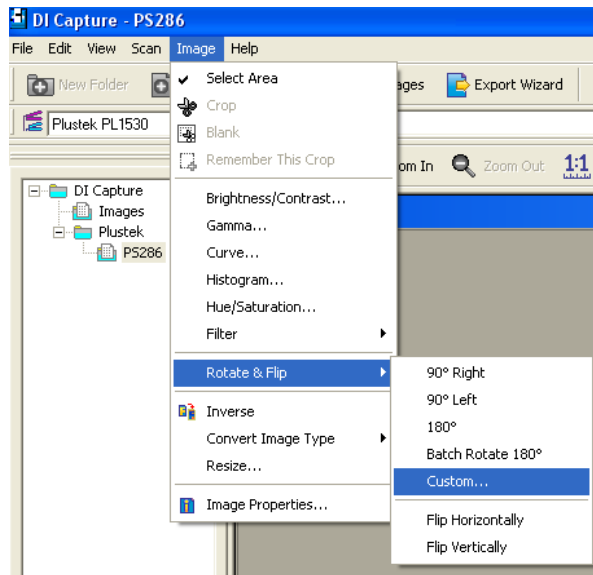 DI Capture - PS286
File Edit View Scan Image Help
New Folder
ages Export Wizard
Plustek PL1530
om In Zoom Out 1:1
DI Capture
Images
Plustek
PS286
Select Area
Crop
Blank
Remember This Crop
Brightness/Contrast...
Gamma...
Curve...
Histogram...
Hue/Saturation...
Filter
Rotate & Flip
Inverse
Convert Image Type
Resize...
Image Properties...
90° Right
90° Left
180°
Batch Rotate 180°
Custom...
Flip Horizontally
Flip Vertically